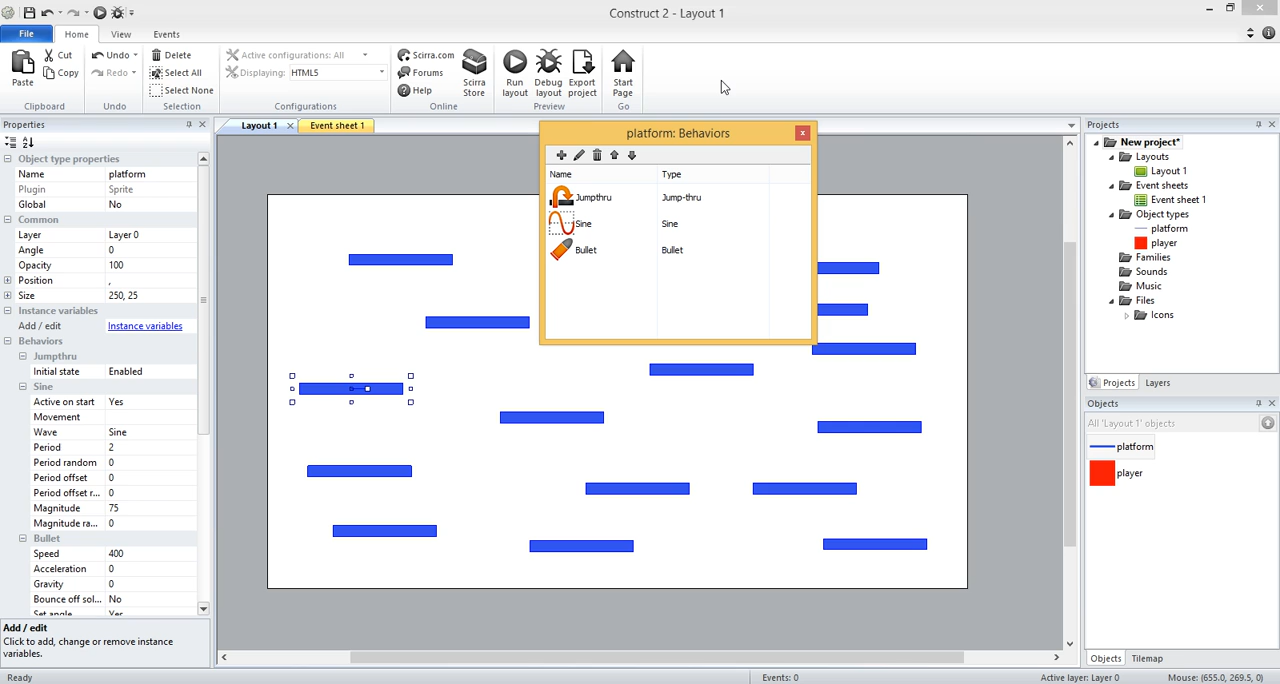 Construct 2 - Layout 1
File
Home
View
Events
Paste
Cut
Copy
Clipboard
Undo
Redo
Undo
Delete
Select All
Select None
Selection
Active configurations: All
Displaying: HTML5
Configurations
Scirra.com
Forums
Help
Scirra Store
Online
Run layout
Debug layout
Export project
Preview
Start Page
Go
Properties
Object type properties
Name platform
Plugin Sprite
Global No
Common
Layer Layer 0
Angle 0
Opacity 100
Position ,
Size 250, 25
Instance variables
Add / edit Instance variables
Behaviors
Jumpthru
Initial state Enabled
Sine
Active on start Yes
Movement
Wave Sine
Period 2
Period random 0
Period offset 0
Period offset r... 0
Magnitude 75
Magnitude ra... 0
Bullet
Speed 400
Acceleration 0
Gravity 0
Bounce off sol... No
Set angle Yes
Add / edit
Click to add, change or remove instance
variables.
Layout 1
Event sheet 1
platform: Behaviors
Name Type
Jumpthru Jump-thru
Sine Sine
Bullet Bullet
Projects
New project*
Layouts
Layout 1
Event sheets
Event sheet 1
Object types
platform
player
Families
Sounds
Music
Files
Icons
Projects Layers
Objects
All 'Layout 1' objects
platform
player
Objects Tilemap
Ready
Events: 0
Active layer: Layer 0
Mouse: (655.0, 269.5, 0)